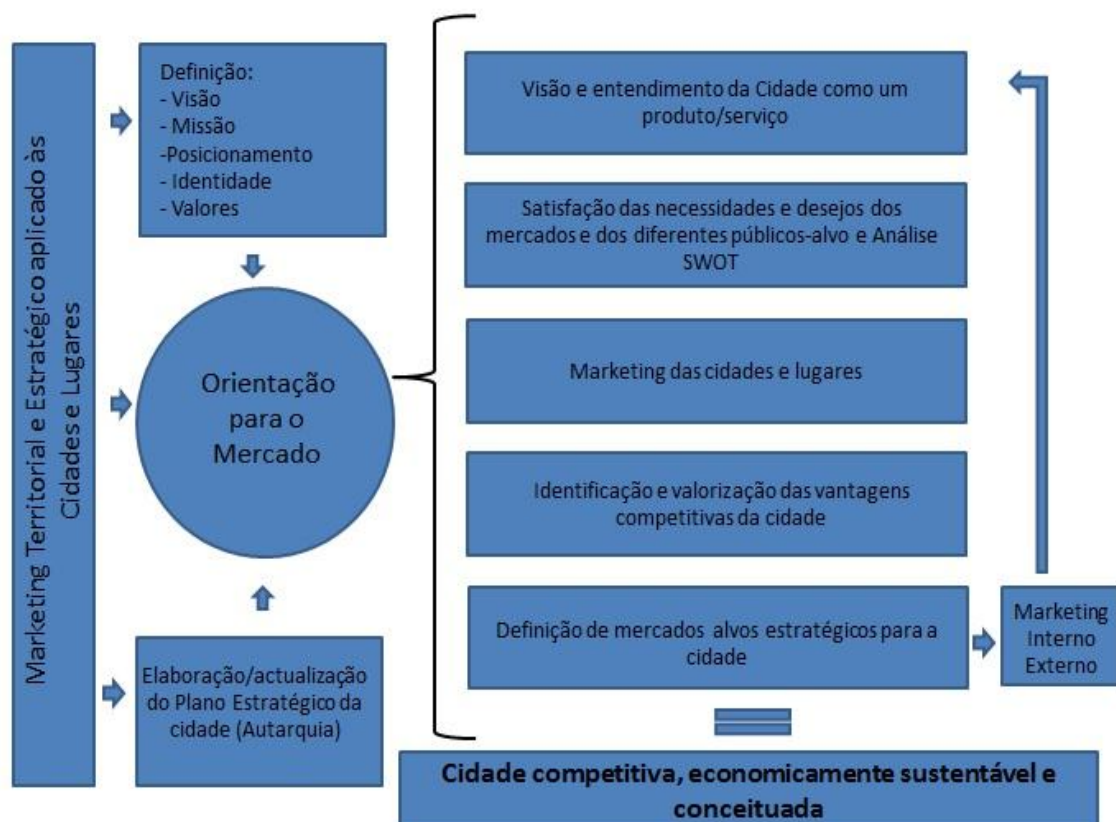 Marketing Territorial e Estratégico aplicado às
Cidades e Lugares
Definição:
- Visão
- Missão
-Posicionamento
- Identidade
- Valores
Orientação
para o
Mercado
Elaboração/actualização
do Plano Estratégico da
cidade (Autarquia)
Visão e entendimento da Cidade como um
produto/serviço
Satisfação das necessidades e desejos dos
mercados e dos diferentes públicos-alvo e Análise
SWOT
Marketing das cidades e lugares
Identificação e valorização das vantagens
competitivas da cidade
Definição de mercados alvos estratégicos para a
cidade
Marketing
Interno
Externo
Cidade competitiva, economicamente sustentável e
conceituada